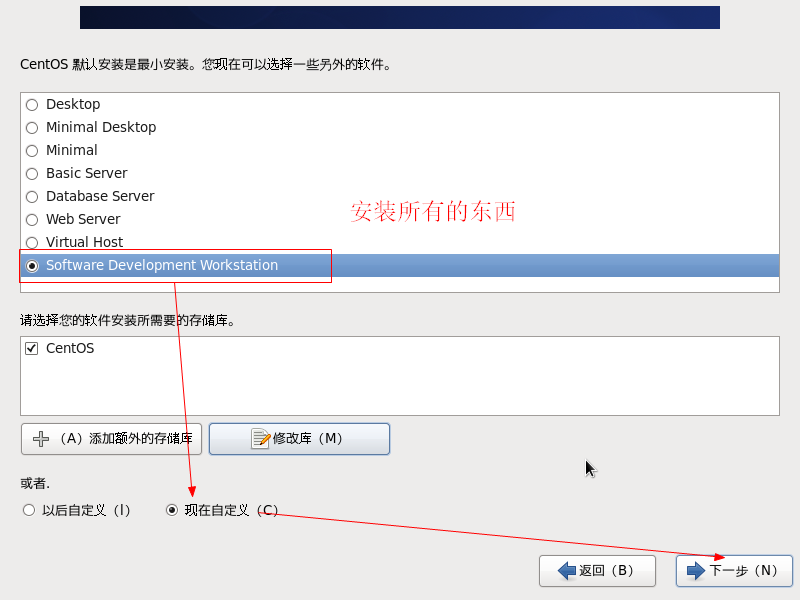 CentOS 默认安装是最小安装。您现在可以选择一些另外的软件。
Desktop
Minimal Desktop
Minimal
Basic Server
Database Server
安装所有的东西
Web Server
Virtual Host
Software Development Workstation
请选择您的软件安装所需要的存储库。
CentOS
（A）添加额外的存储库
修改库（M）
或者.
以后自定义（l）
现在自定义（C）
返回（B）
下一步（N）